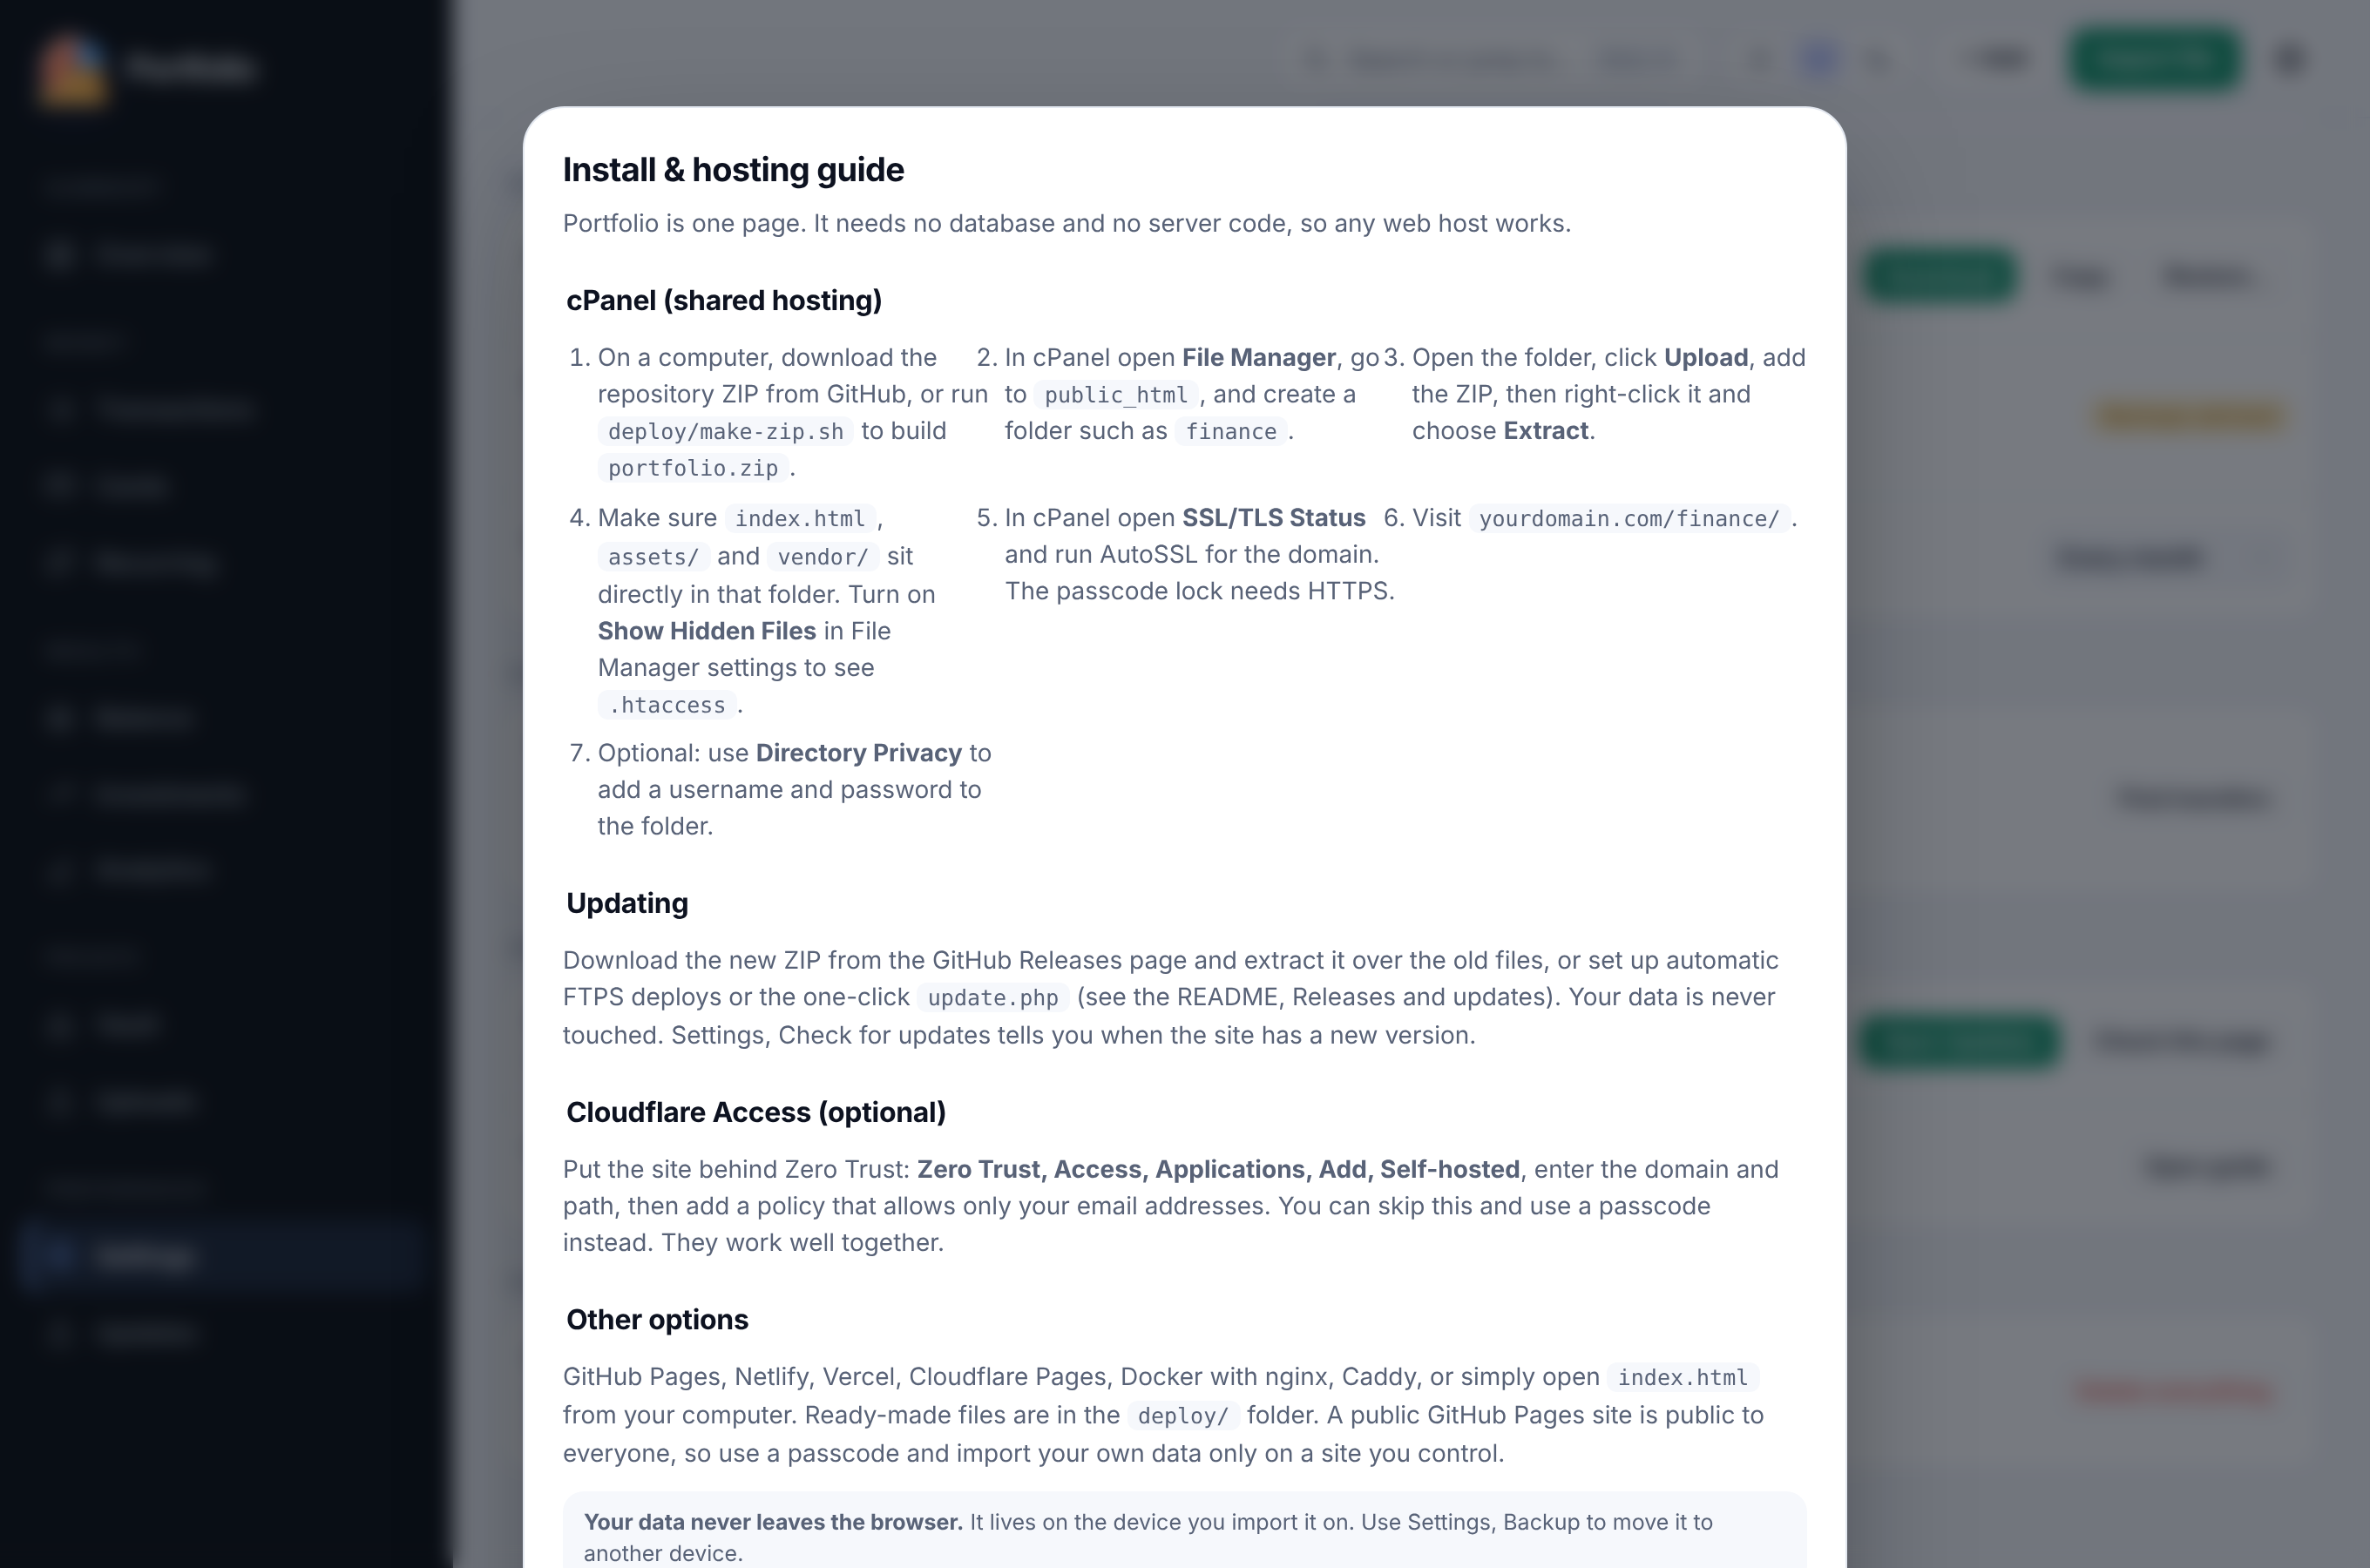 Install & hosting guide
Portfolio is one page. It needs no database and no server code, so any web host works.
cPanel (shared hosting)
1. On a computer, download the
repository ZIP from GitHub, or run
deploy/make-zip.sh to build
portfolio.zip.
2. In cPanel open File Manager, go
to public_html, and create a
folder such as finance.
3. Open the folder, click Upload, add
the ZIP, then right-click it and
choose Extract.
4. Make sure index.html,
assets/ and vendor/ sit
directly in that folder. Turn on
Show Hidden Files in File
Manager settings to see
.htaccess.
5. In cPanel open SSL/TLS Status
and run AutoSSL for the domain.
The passcode lock needs HTTPS.
6. Visit yourdomain.com/finance/.
7. Optional: use Directory Privacy to
add a username and password to
the folder.
Updating
Download the new ZIP from the GitHub Releases page and extract it over the old files, or set up automatic
FTPS deploys or the one-click update.php (see the README, Releases and updates). Your data is never
touched. Settings, Check for updates tells you when the site has a new version.
Cloudflare Access (optional)
Put the site behind Zero Trust: Zero Trust, Access, Applications, Add, Self-hosted, enter the domain and
path, then add a policy that allows only your email addresses. You can skip this and use a passcode
instead. They work well together.
Other options
GitHub Pages, Netlify, Vercel, Cloudflare Pages, Docker with nginx, Caddy, or simply open index.html
from your computer. Ready-made files are in the deploy/ folder. A public GitHub Pages site is public to
everyone, so use a passcode and import your own data only on a site you control.
Your data never leaves the browser. It lives on the device you import it on. Use Settings, Backup to move it to
another device.